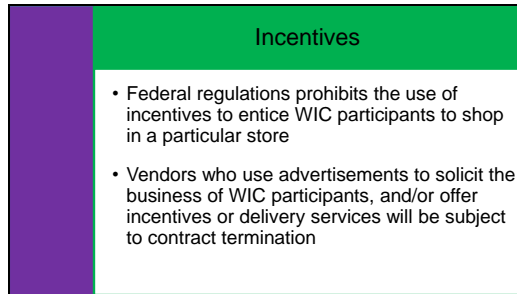 Incentives
• Federal regulations prohibits the use of
incentives to entice WIC participants to shop
in a particular store
• Vendors who use advertisements to solicit the
business of WIC participants, and/or offer
incentives or delivery services will be subject
to contract termination